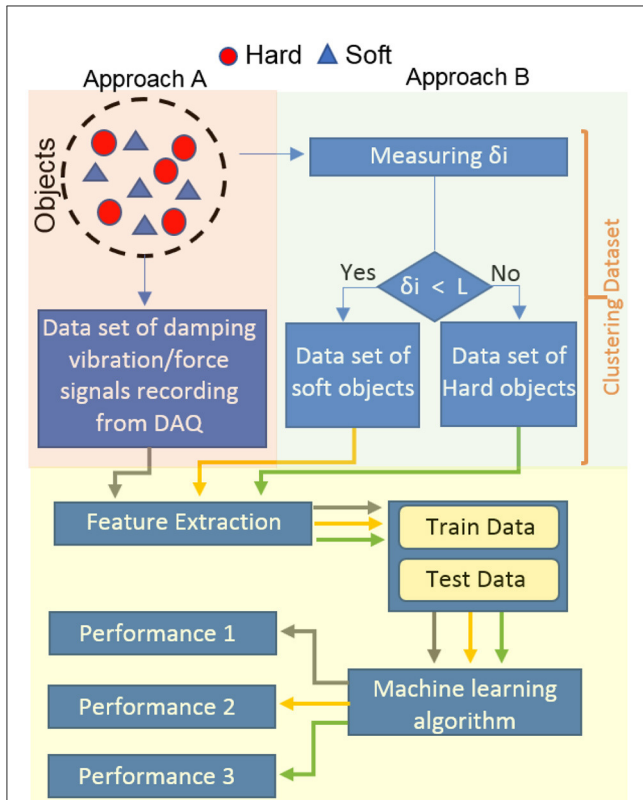 Hard Soft
Approach A
Approach B
Objects
Measuring δi
Yes
δi < L
No
Clustering Dataset
Data set of damping
vibration/force
signals recording
from DAQ
Data set of
soft objects
Data set of
Hard objects
Feature Extraction
Train Data
Test Data
Performance 1
Performance 2
Performance 3
Machine learning
algorithm